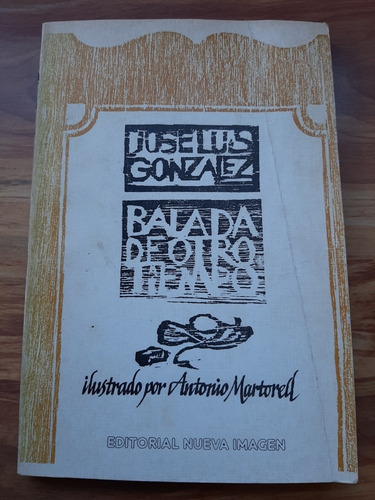 JOSE LUIS
GONZALEZ
BALADA
DE OTRO
TIEMPO
ilustrado por Antonio Martorell
EDITORIAL NUEVA IMAGEN